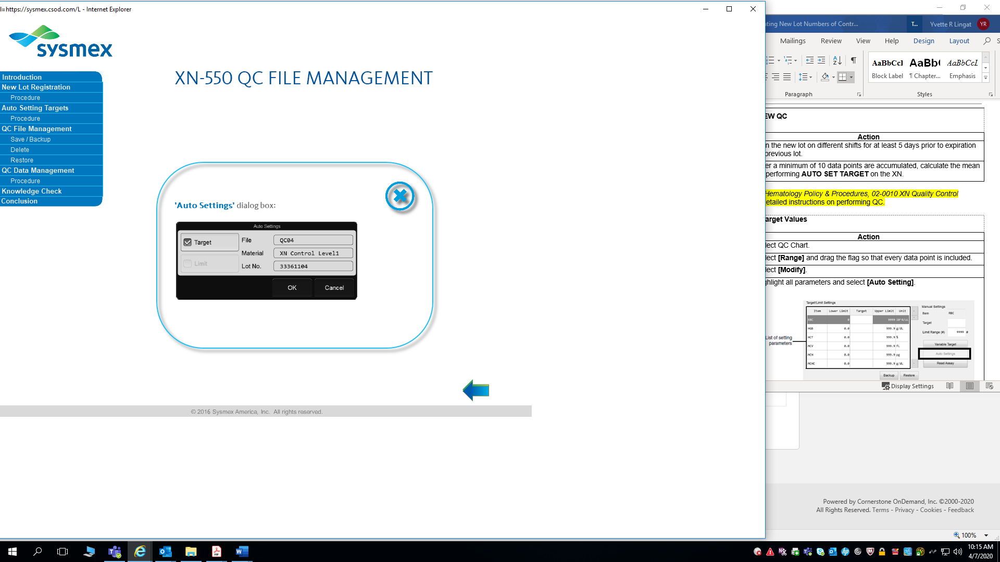 l=https://sysmex.csod.com/L - Internet Explorer
sysmex
Introduction
New Lot Registration
Procedure
Auto Setting Targets
Procedure
QC File Management
Save / Backup
Delete
Restore
QC Data Management
Procedure
Knowledge Check
Conclusion
XN-550 QC FILE MANAGEMENT
'Auto Settings' dialog box:
Auto Settings
Target
Limit
File QC04
Material XN Control Level1
Lot No. 33361104
OK Cancel
© 2016 Sysmex America, Inc. All rights reserved.
ting New Lot Numbers of Contr... T... Yvette R Lingat YR
Mailings Review View Help Design Layout
AaBbCcI AaBb( AaBbCcL
Block Label ¶ Chapter... Emphasis
Paragraph Styles
EW QC
Action
n the new lot on different shifts for at least 5 days prior to expiration
previous lot.
er a minimum of 10 data points are accumulated, calculate the mean
performing AUTO SET TARGET on the XN.
Hematology Policy & Procedures, 02-0010 XN Quality Control
etailed instructions on performing QC.
arget Values
Action
lect QC Chart.
lect [Range] and drag the flag so that every data point is included.
lect [Modify].
ghlight all parameters and select [Auto Setting].
List of setting
parameters
Target/Limit Settings
Item Lower Limit Target Upper Limit Unit
RBC 0 9999 10^4/uL
HGB 0.0 999.9 g/dL
HCT 0.0 999.9 %
MCV 0.0 999.9 fL
MCH 0.0 999.9 pg
MCHC 0.0 999.9 g/dL
Manual Settings
Item RBC
Target
Limit Range (#) 9999 #
Variable Target
Auto Settings
Read Assay
Backup Restore
Display Settings
Powered by Cornerstone OnDemand, Inc. ©2000-2020
All Rights Reserved. Terms - Privacy - Cookies - Feedback
100%
10:15 AM
4/7/2020